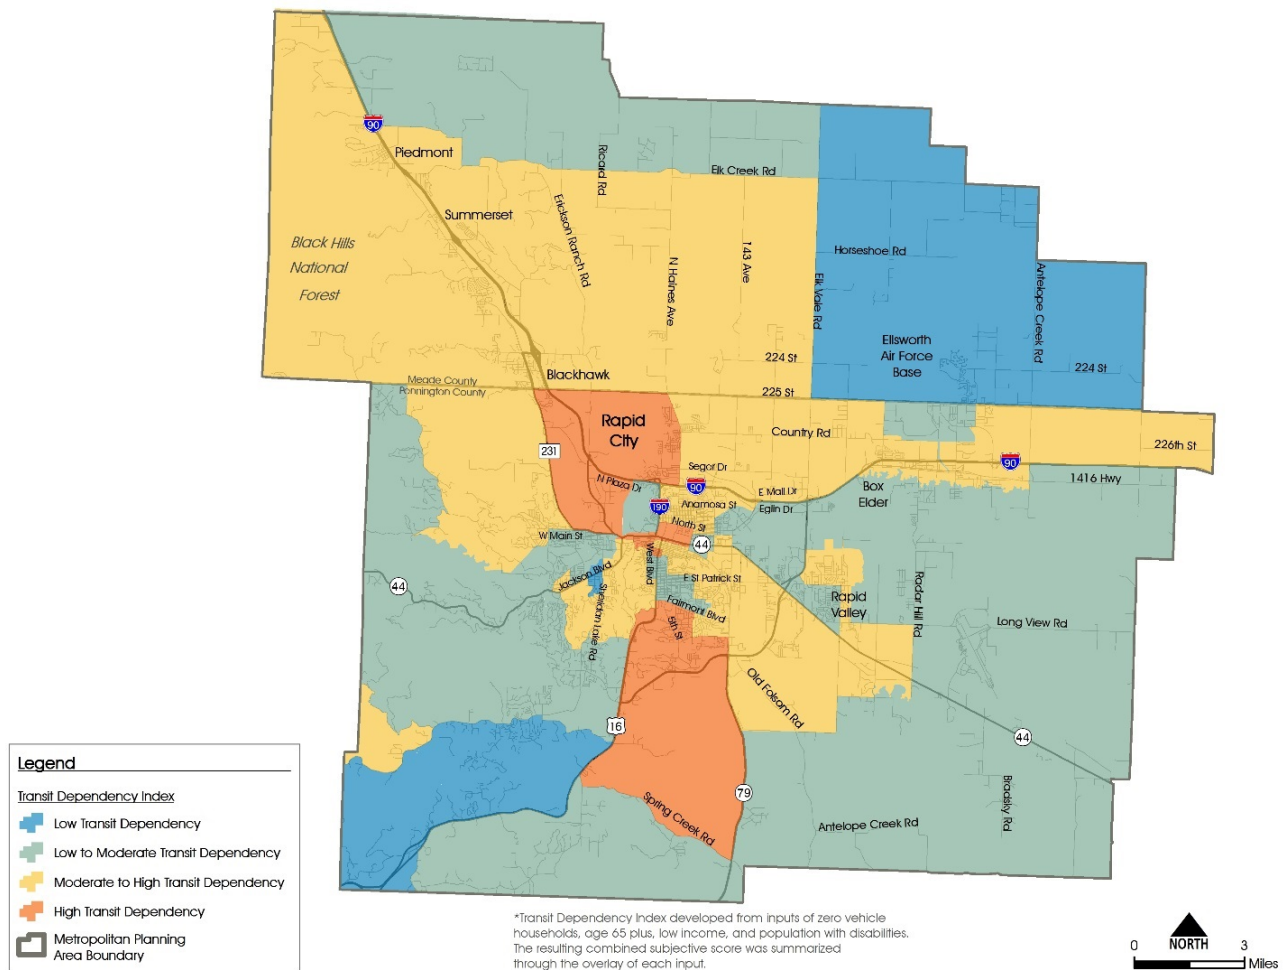 90
Piedmont
Ricard Rd
Elk Creek Rd
Summerset
Erickson Ranch Rd
Black Hills
National
Forest
N Haines Ave
143 Ave
Elk Vale Rd
Horseshoe Rd
Antelope Creek Rd
Ellsworth
Air Force
Base
224 St
224 St
Blackhawk
Meade County
Pennington County
225 St
Rapid
City
Country Rd
226th St
231
90
1416 Hwy
Segar Dr
N Plaza Dr
90
E Mall Dr
Box
Elder
190
Anamosa St
Eglin Dr
North St
W Main St
44
West Blvd
Jackson Blvd
E St Patrick St
44
Sheridan Lake Rd
Fairmont Blvd
5th St
Rapid
Valley
Radar Hill Rd
Long View Rd
Old Folsom Rd
16
44
79
Spring Creek Rd
Antelope Creek Rd
Bradsky Rd
Legend
Transit Dependency Index
Low Transit Dependency
Low to Moderate Transit Dependency
Moderate to High Transit Dependency
High Transit Dependency
Metropolitan Planning
Area Boundary
*Transit Dependency Index developed from inputs of zero vehicle
households, age 65 plus, low income, and population with disabilities.
The resulting combined subjective score was summarized
through the overlay of each input.
NORTH
0 3
Miles